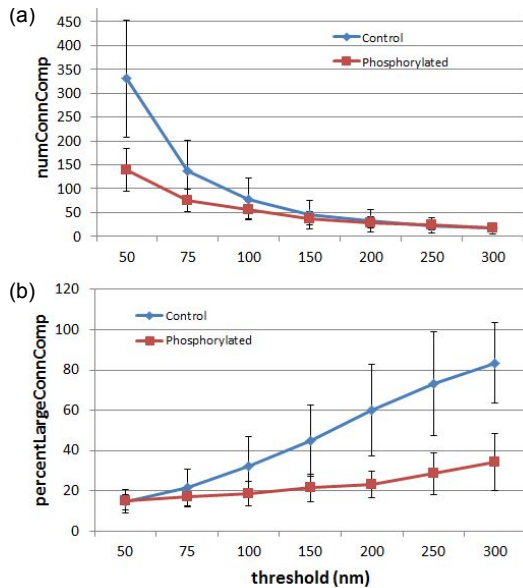 (a)
numConnComp
450
400
350
300
250
200
150
100
50
0
Control
Phosphorylated
50 75 100 150 200 250 300
(b)
percentLargeConnComp
120
100
80
60
40
20
0
Control
Phosphorylated
50 75 100 150 200 250 300
threshold (nm)